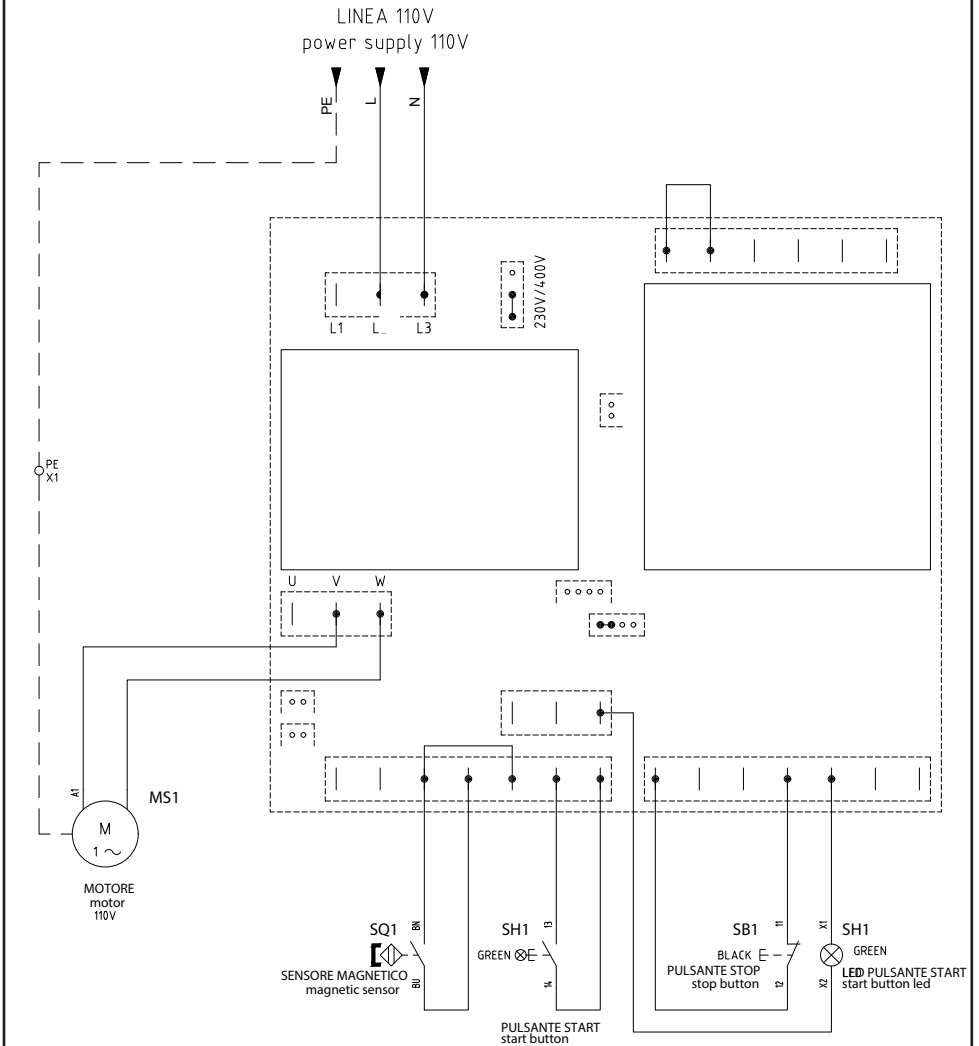 LINEA 110V
power supply 110V
PE
L
N
230V/400V
L1
L_
L3
PE
X1
U
V
W
A1
MS1
M
1
MOTORE
motor
110V
SQ1
BN
BU
SENSORE MAGNETICO
magnetic sensor
SH1
13
GREEN
14
PULSANTE START
start button
SB1
11
BLACK
12
PULSANTE STOP
stop button
X1
SH1
GREEN
X2
LED PULSANTE START
start button led